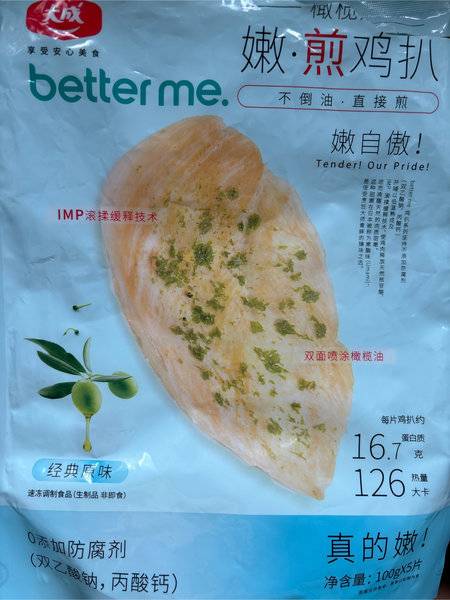 大成
享受安心美食
better me.
橄榄
嫩·煎鸡扒
不倒油·直接煎
嫩自傲！
Tender! Our Pride!
IMP滚揉缓释技术
双面喷涂橄榄油
每片鸡扒约
16.7 蛋白质 克
126 热量 大卡
经典原味
速冻调制食品(生制品 非即食)
0添加防腐剂
(双乙酸钠，丙酸钙)
真的嫩！
净含量：100gX5片